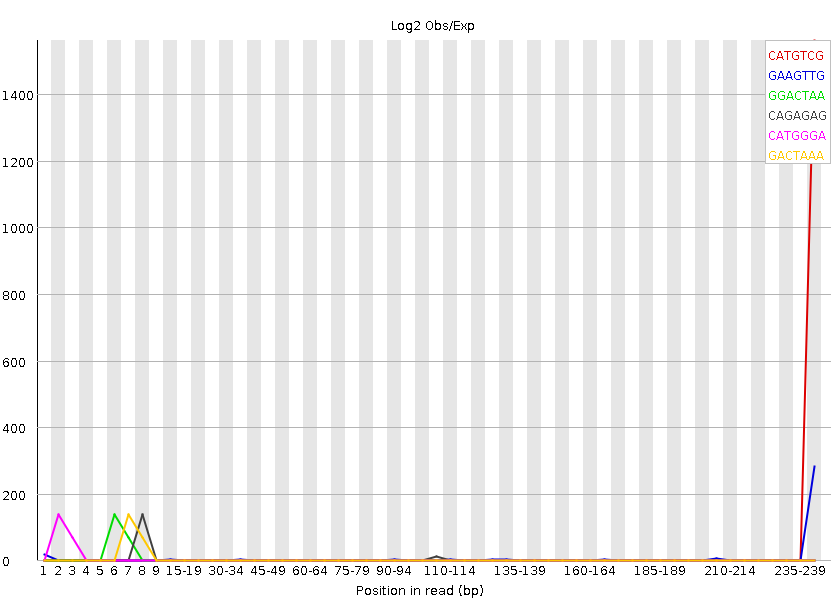 Log2 Obs/Exp
CATGTCG
GAAGTTG
GGACTAA
CAGAGAG
CATGGGA
GACTAAA
1400
1200
1000
800
600
400
200
0
1 2 3 4 5 6 7 8 9 15-19 30-34 45-49 60-64 75-79 90-94 110-114 135-139 160-164 185-189 210-214 235-239
Position in read (bp)